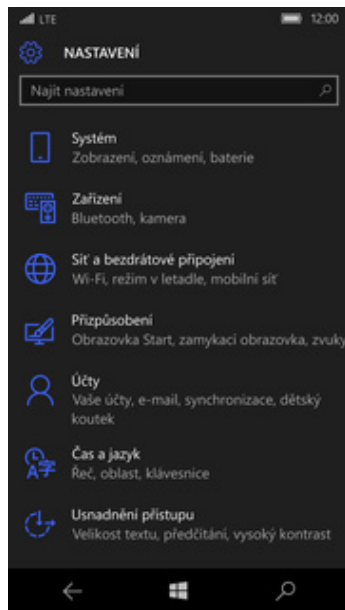 LTE 12:00
NASTAVENÍ
Najít nastavení
Systém
Zobrazení, oznámení, baterie
Zařízení
Bluetooth, kamera
Síť a bezdrátové připojení
Wi-Fi, režim v letadle, mobilní síť
Přizpůsobení
Obrazovka Start, zamykací obrazovka, zvuky
Účty
Vaše účty, e-mail, synchronizace, dětský
koutek
Čas a jazyk
Řeč, oblast, klávesnice
Usnadnění přístupu
Velikost textu, předčítání, vysoký kontrast